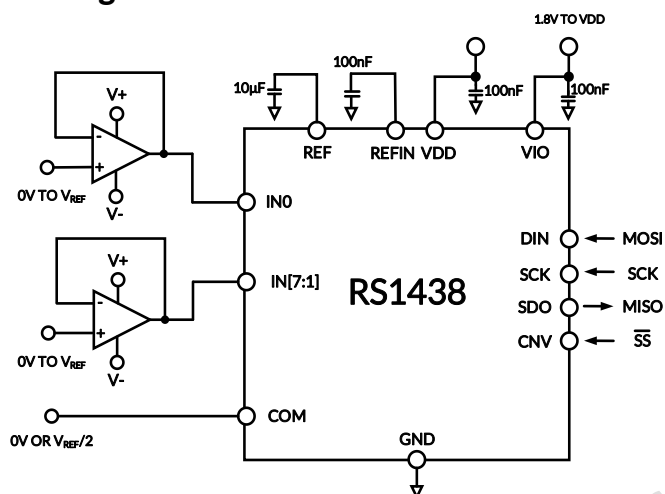 1.8V TO VDD
10μF
100nF
100nF
100nF
V+
-
+
V-
0V TO VREF
REF
REFIN
VDD
VIO
IN0
V+
-
+
V-
0V TO VREF
IN[7:1]
RS1438
DIN
MOSI
SCK
SCK
SDO
MISO
CNV
SS
COM
0V OR VREF/2
GND